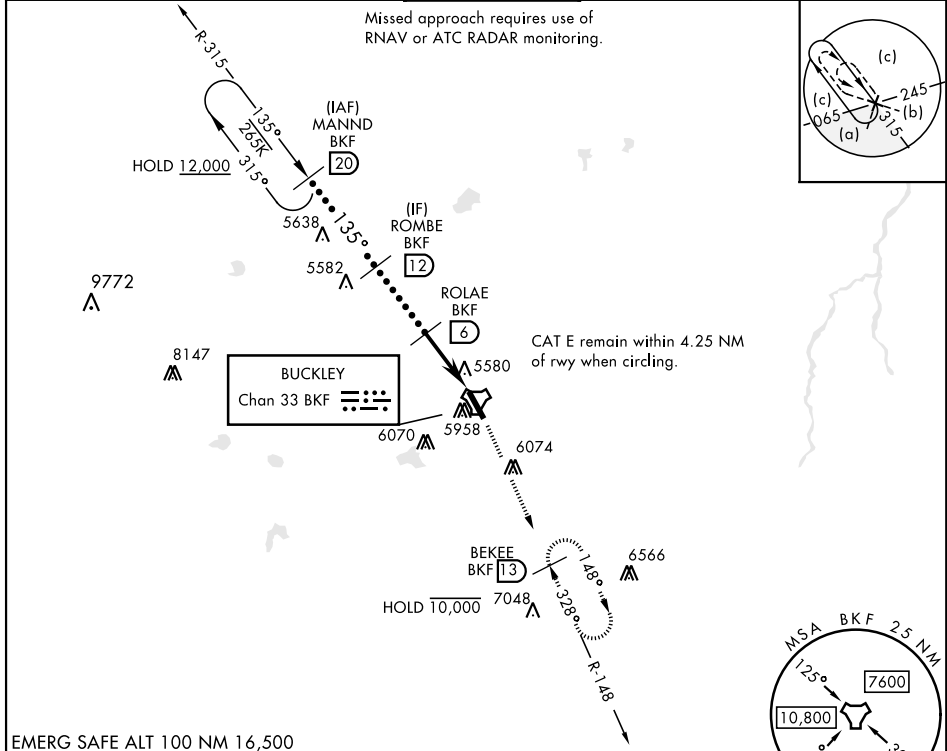 Missed approach requires use of
RNAV or ATC RADAR monitoring.
R-315
(IAF)
MANND
BKF
20
135°
265K
315°
HOLD 12,000
(c)
(c)
245
065
(b)
(a)
315
5638
135°
(IF)
ROMBE
BKF
12
5582
9772
ROLAE
BKF
6
CAT E remain within 4.25 NM
of rwy when circling.
8147
5580
BUCKLEY
Chan 33 BKF
5958
6070
6074
BEKEE
BKF 13
148°
328°
6566
HOLD 10,000
7048
R-148
MSA BKF 25 NM
125°
7600
10,800
EMERG SAFE ALT 100 NM 16,500